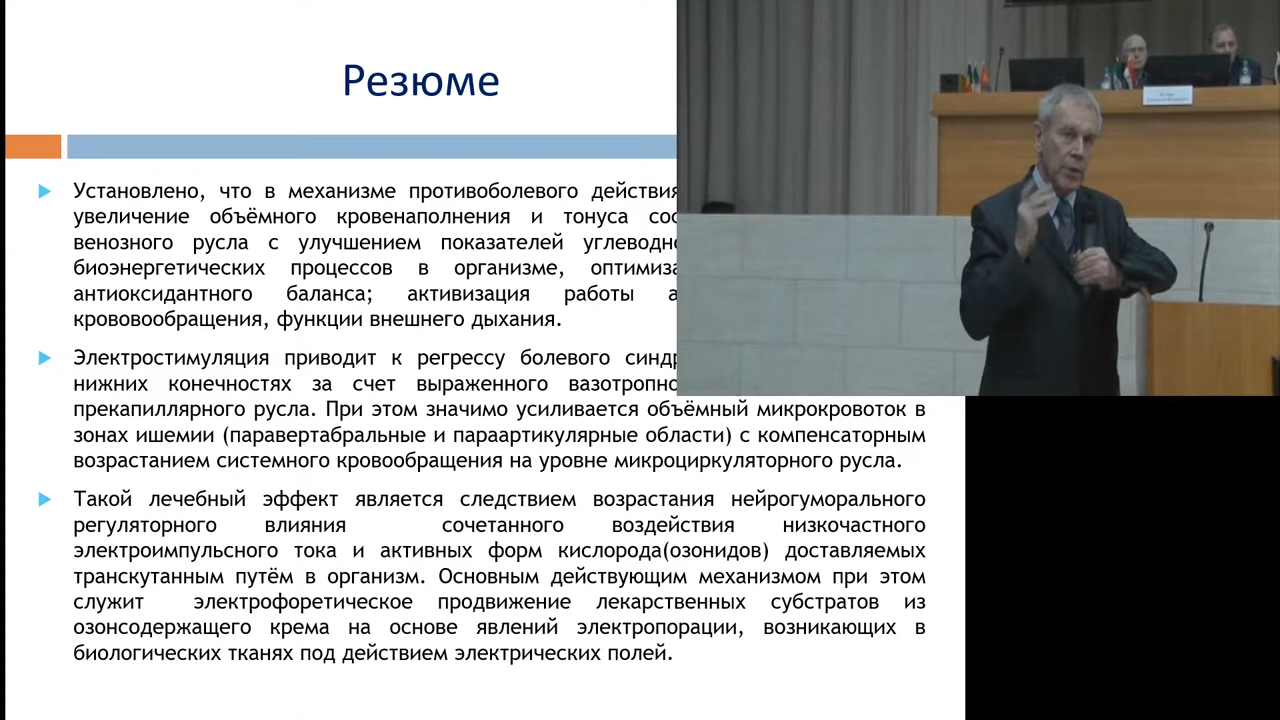 Резюме
Установлено, что в механизме противоболевого действия
увеличение объёмного кровенаполнения и тонуса
венозного русла с улучшением показателей
биоэнергетических процессов в организме,
антиоксидантного баланса; активизация работы
крововообращения, функции внешнего дыхания.
Электростимуляция приводит к регрессу болевого
нижних конечностях за счет выраженного
прекапиллярного русла. При этом значимо усиливается объёмный микрокровоток в
зонах ишемии (паравертабральные и параартикулярные области) с компенсаторным
возрастанием системного кровообращения на уровне микроциркуляторного русла.
Такой лечебный эффект является следствием возрастания нейрогуморального
регуляторного влияния сочетанного воздействия низкочастного
электроимпульсного тока и активных форм кислорода(озонидов) доставляемых
транскутанным путём в организм. Основным действующим механизмом при этом
служит электрофоретическое продвижение лекарственных субстратов из
озонсодержащего крема на основе явлений электропорации, возникающих в
биологических тканях под действием электрических полей.